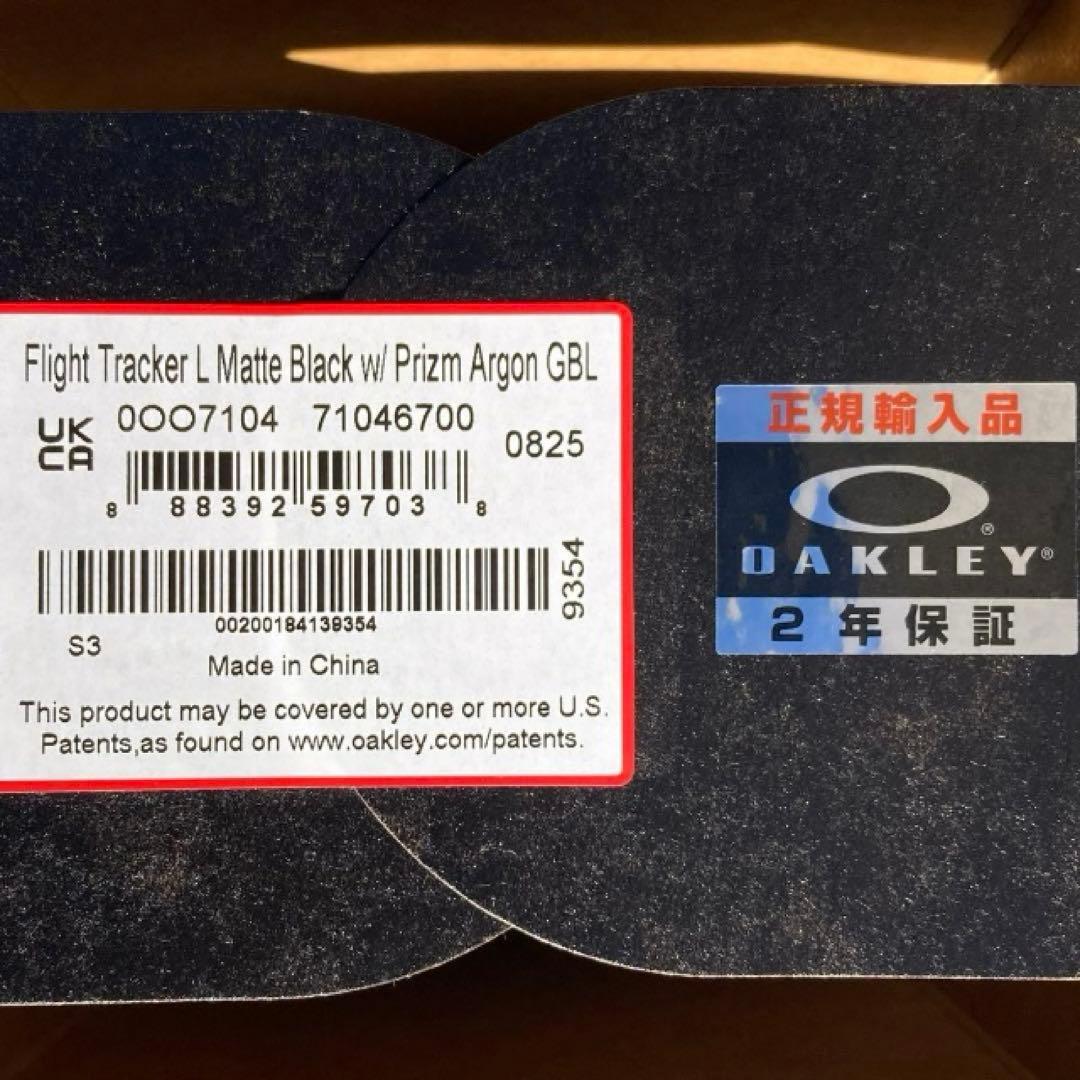 Flight Tracker L Matte Black w/ Prizm Argon GBL
UK
CA
0OO7104 71046700
0825
8 88392 59703 8
00200184139354
9354
S3
Made in China
This product may be covered by one or more U.S.
Patents,as found on www.oakley.com/patents.
正規輸入品
®
OAKLEY®
2年保証